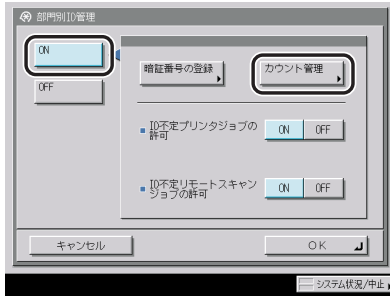 部門別ID管理
ON
OFF
暗証番号の登録
カウント管理
ID不定プリンタジョブの
許可
ON OFF
ID不定リモートスキャン
ジョブの許可
ON OFF
キャンセル
OK
システム状況/中止